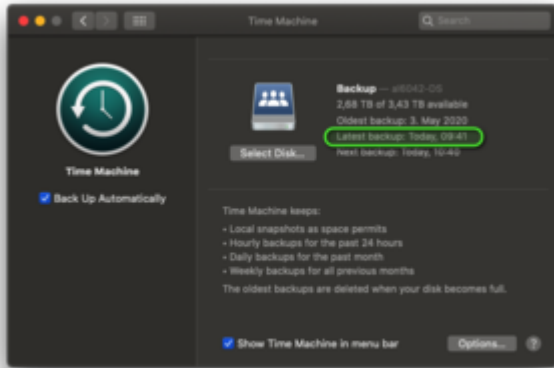 Time Machine
Search
Backup — al6042-OS
2,68 TB of 3,43 TB available
Oldest backup: 3. May 2020
Latest backup: Today, 09:41
Next backup: Today, 10:40
Select Disk...
Time Machine
Back Up Automatically
Time Machine keeps:
• Local snapshots as space permits
• Hourly backups for the past 24 hours
• Daily backups for the past month
• Weekly backups for all previous months
The oldest backups are deleted when your disk becomes full.
Show Time Machine in menu bar
Options...
?